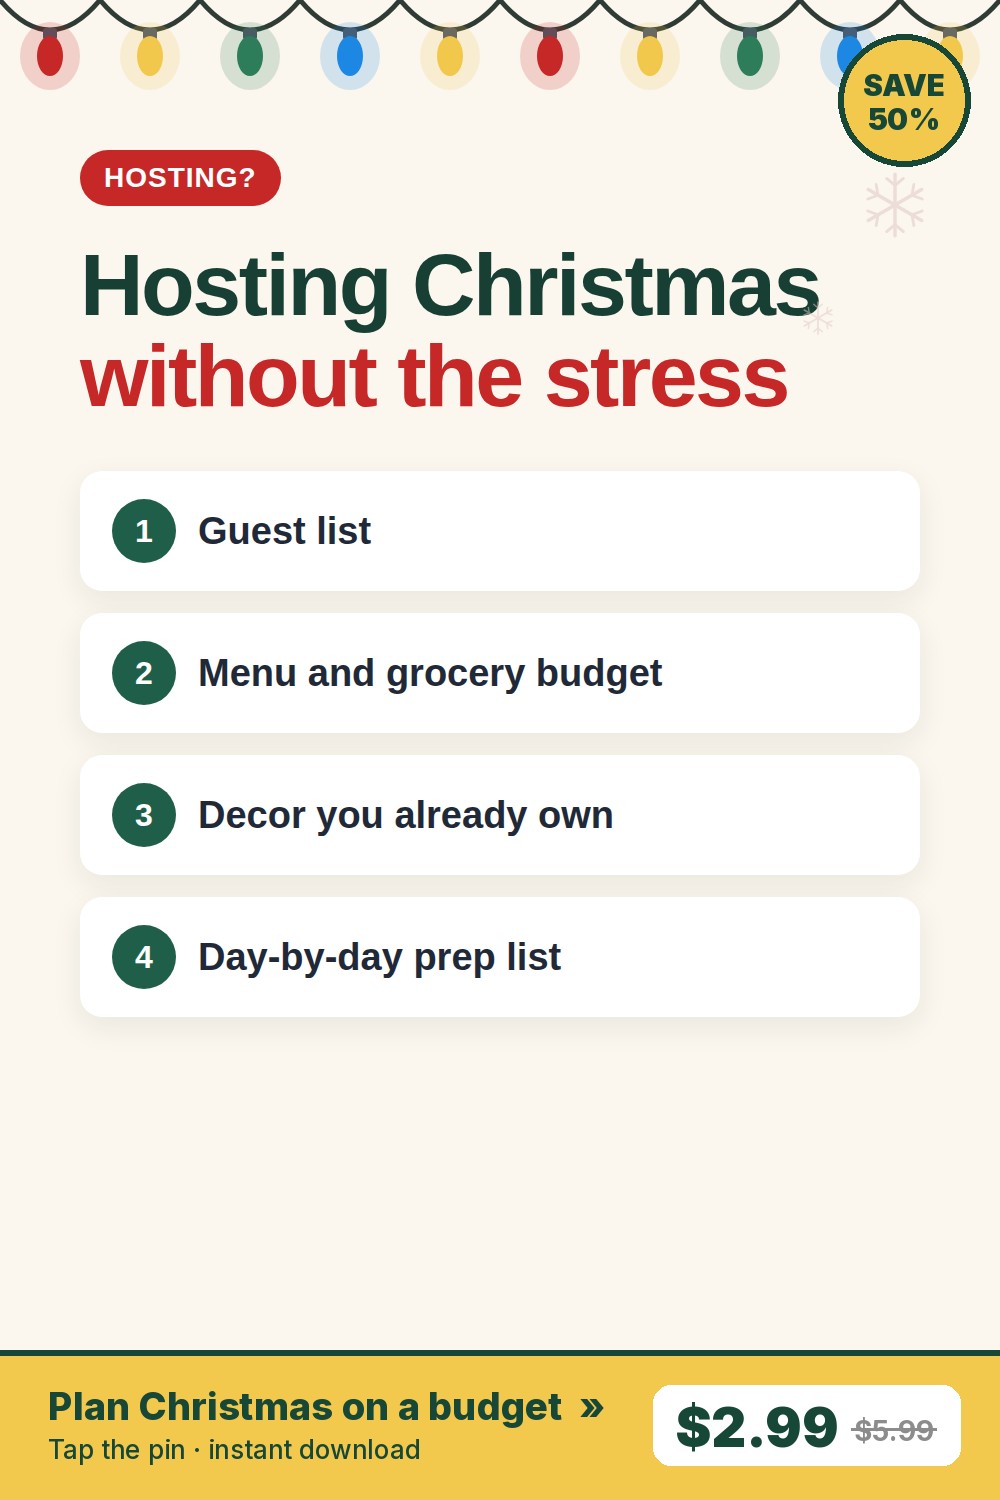 SAVE
50%
HOSTING?
Hosting Christmas
without the stress
1 Guest list
2 Menu and grocery budget
3 Decor you already own
4 Day-by-day prep list
Plan Christmas on a budget »
Tap the pin · instant download
$2.99 $5.99